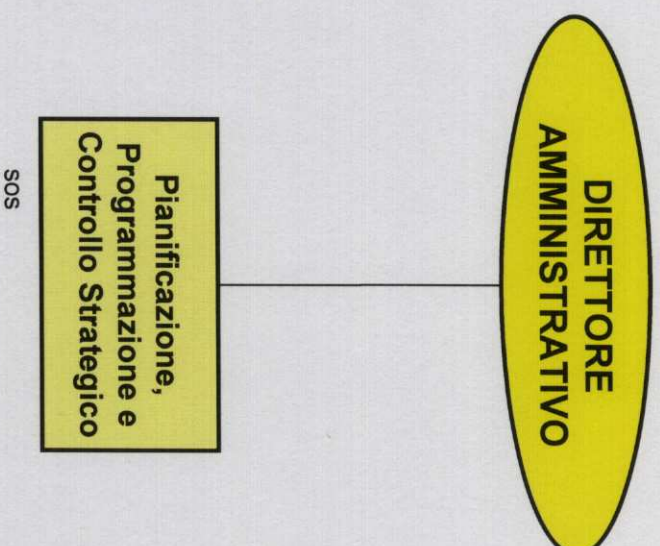 DIRETTORE
AMMINISTRATIVO
Pianificazione,
Programmazione e
Controllo Strategico
SOS